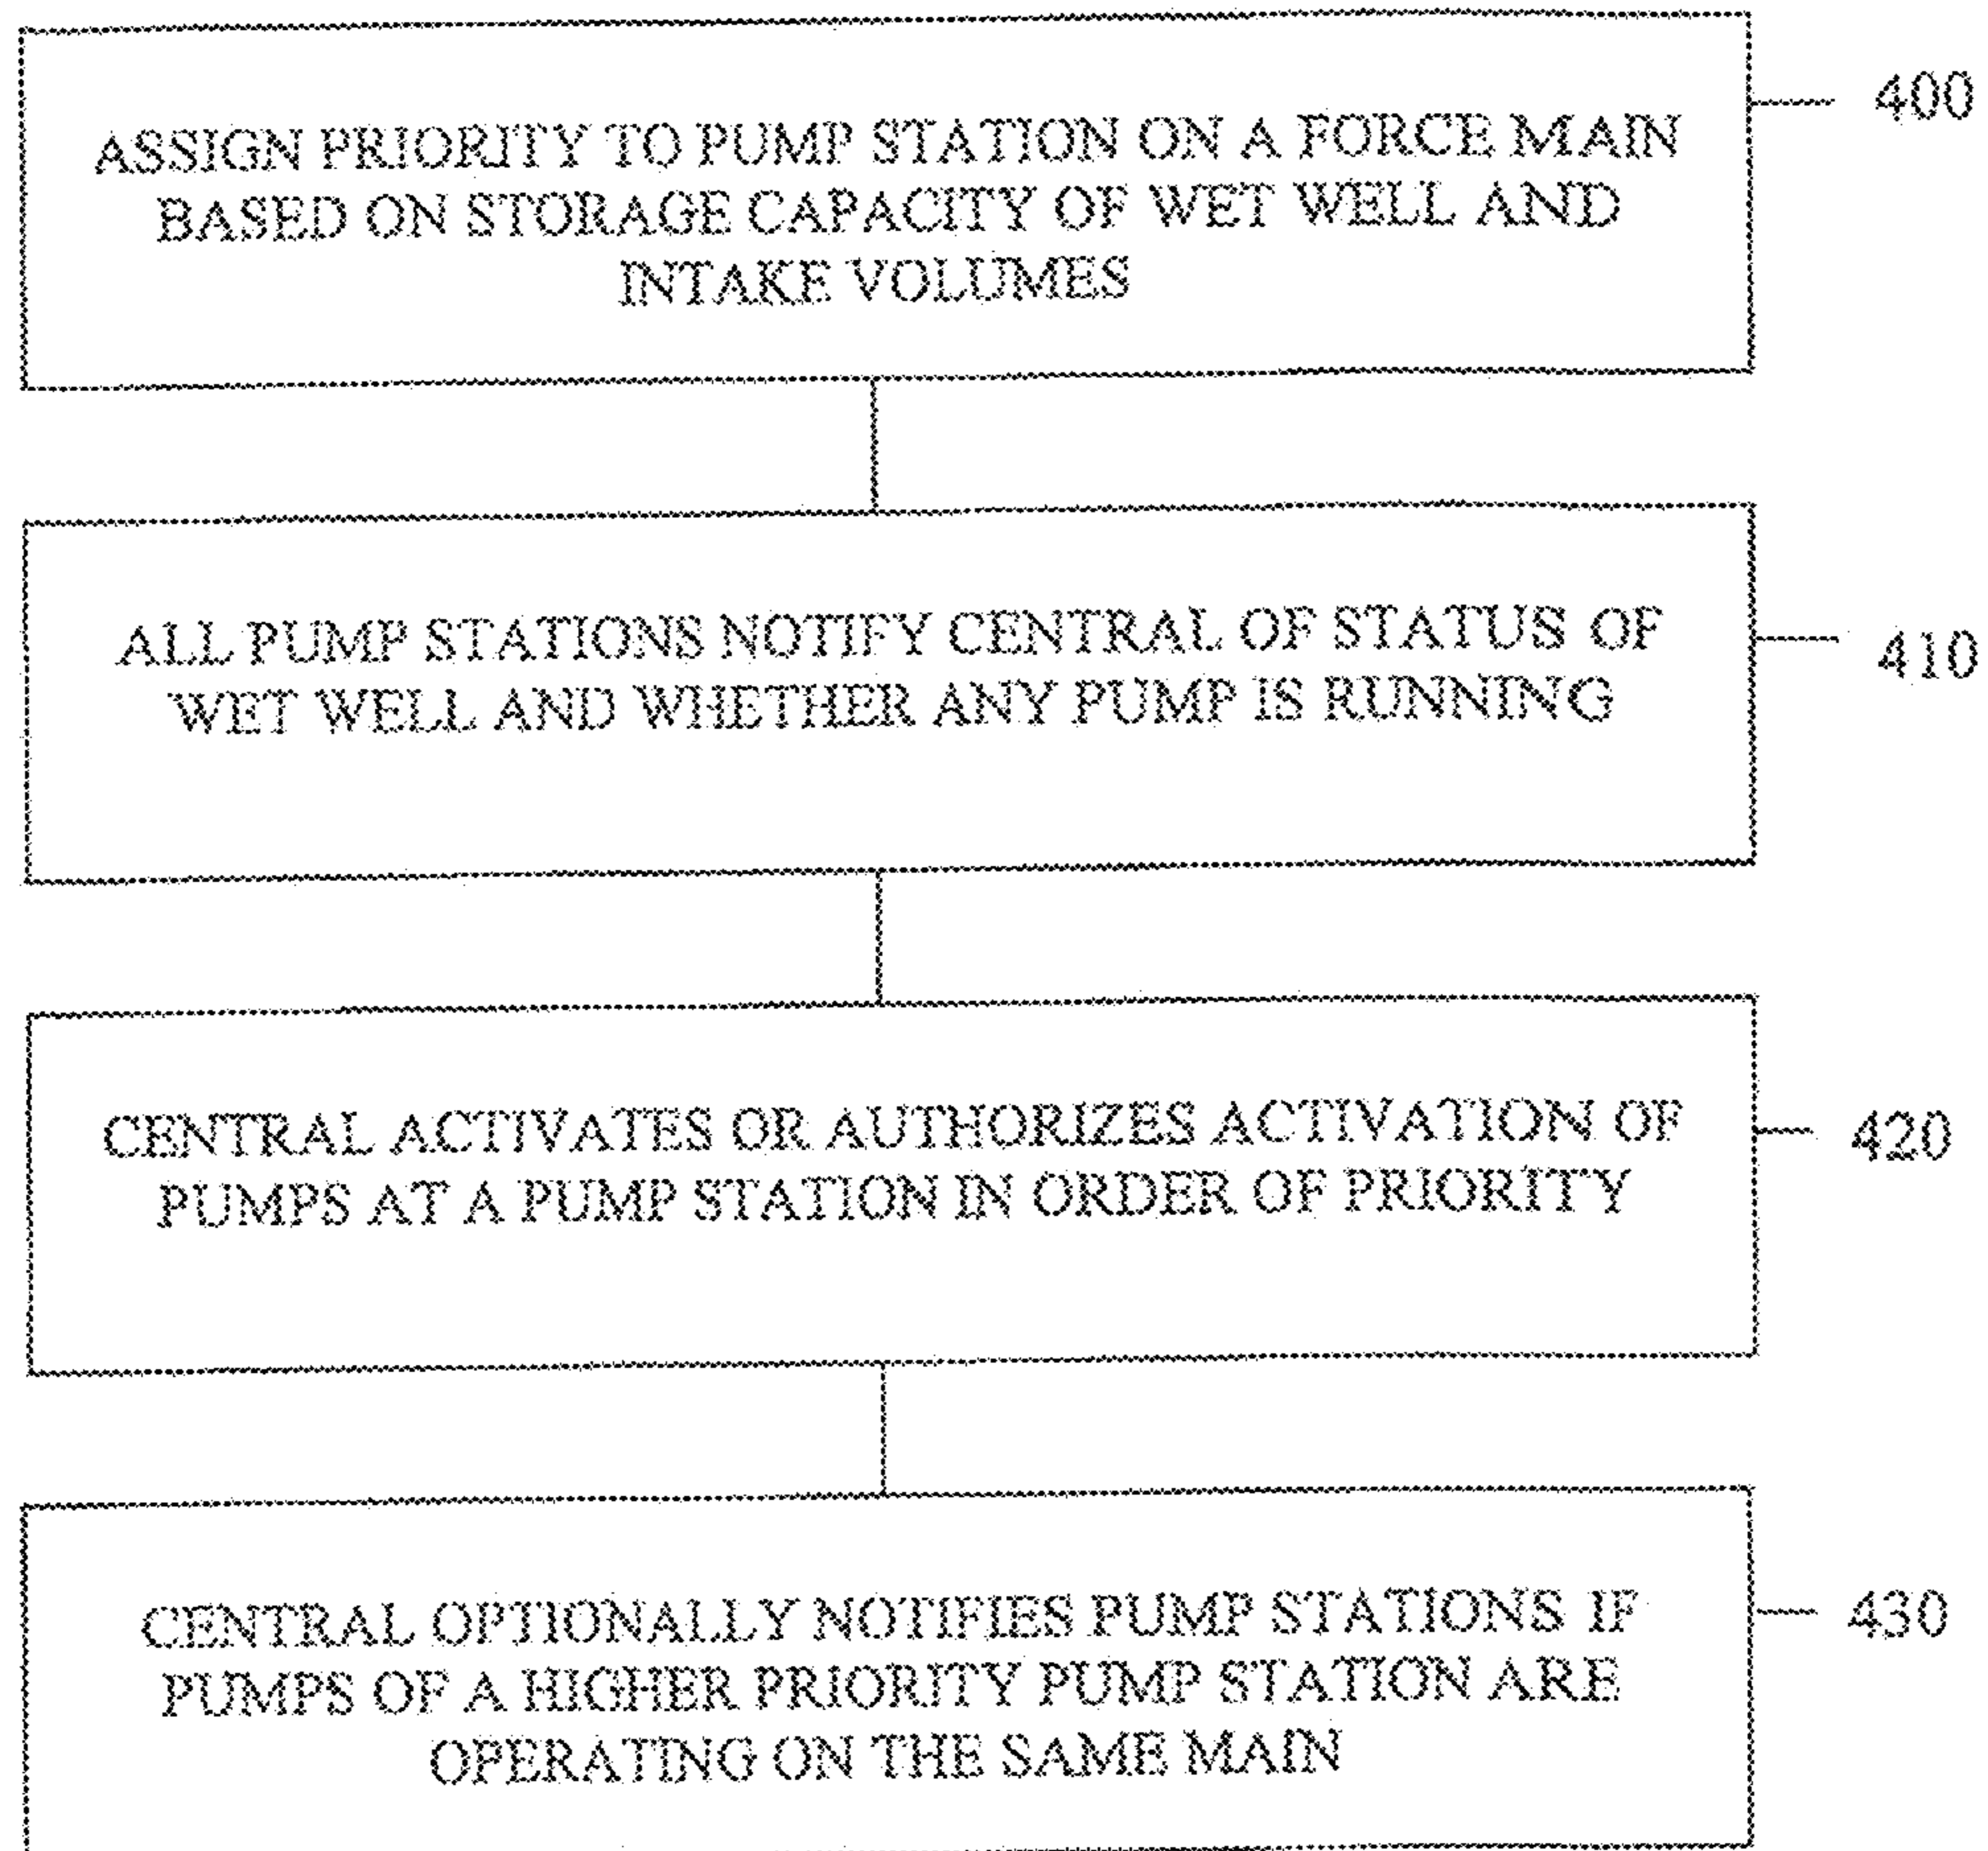 ASSIGN PRIORITY TO PUMP STATION ON A FORCE MAIN
BASED ON STORAGE CAPACITY OF WET WELL AND
INTAKE VOLUMES
400
ALL PUMP STATIONS NOTIFY CENTRAL OF STATUS OF
WET WELL AND WHETHER ANY PUMP IS RUNNING
410
CENTRAL ACTIVATES OR AUTHORIZES ACTIVATION OF
PUMPS AT A PUMP STATION IN ORDER OF PRIORITY
420
CENTRAL OPTIONALLY NOTIFIES PUMP STATIONS IF
PUMPS OF A HIGHER PRIORITY PUMP STATION ARE
OPERATING ON THE SAME MAIN
430